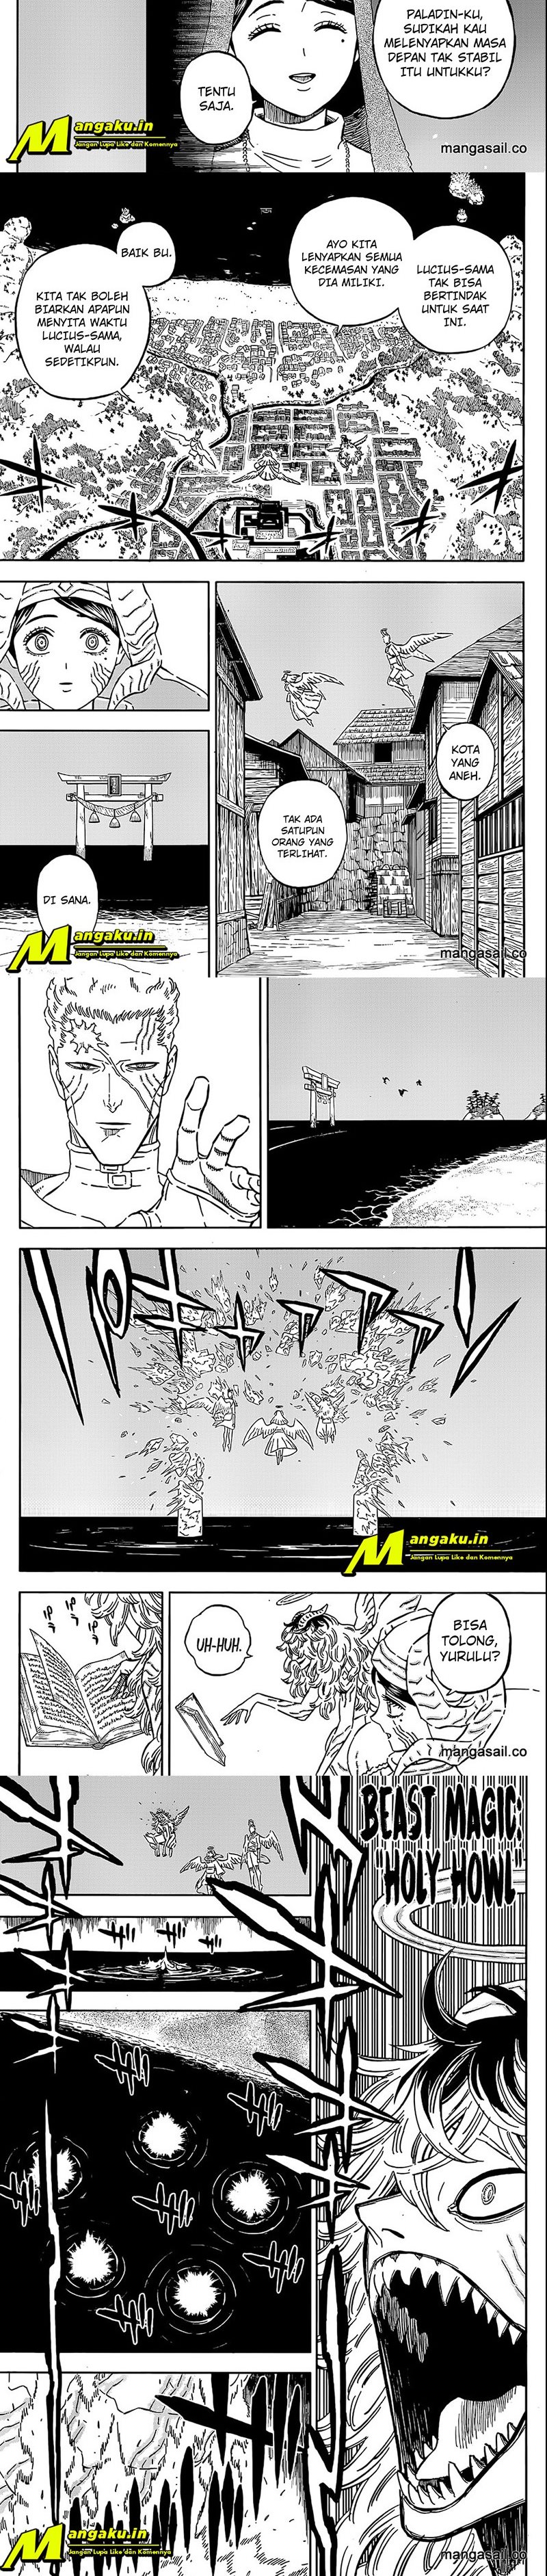 PALADIN-KU,
SUDIKAH KAU
MELENYAPKAN MASA
DEPAN TAK STABIL
ITU UNTUKKU?
TENTU
SAJA.
Mangaku.in
Jangan Lupa Like dan Komennya
mangasail.co
LUCIUS-SAMA
TAK BISA
BERTINDAK
UNTUK SAAT
INI.
AYO KITA
LENYAPKAN SEMUA
KECEMASAN YANG
DIA MILIKI.
BAIK BU.
KITA TAK BOLEH
BIARKAN APAPUN
MENYITA WAKTU
LUCIUS-SAMA,
WALAU
SEDETIKPUN.
KOTA
YANG
ANEH.
TAK ADA
SATUPUN
ORANG YANG
TERLIHAT.
DI SANA.
Mangaku.in
Jangan Lupa Like dan Komennya
mangasail.co
Mangaku.in
Jangan Lupa Like dan Komennya
BISA
TOLONG,
YURULU?
UH-HUH.
mangasail.co
BEAST MAGIC:
"HOLY HOWL"
Mangaku.in
Jangan Lupa Like dan Komennya
mangasail.co